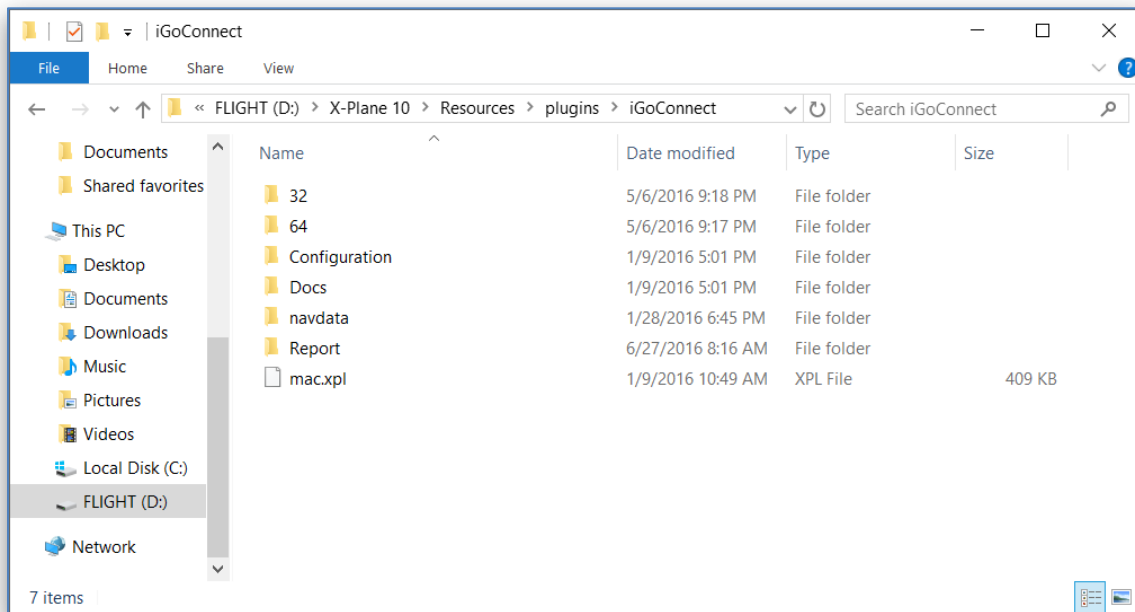 iGoConnect
File Home Share View
« FLIGHT (D:) > X-Plane 10 > Resources > plugins > iGoConnect
Search iGoConnect
Documents
Shared favorites
This PC
Desktop
Documents
Downloads
Music
Pictures
Videos
Local Disk (C:)
FLIGHT (D:)
Network
Name Date modified Type Size
32 5/6/2016 9:18 PM File folder
64 5/6/2016 9:17 PM File folder
Configuration 1/9/2016 5:01 PM File folder
Docs 1/9/2016 5:01 PM File folder
navdata 1/28/2016 6:45 PM File folder
Report 6/27/2016 8:16 AM File folder
mac.xpl 1/9/2016 10:49 AM XPL File 409 KB
7 items